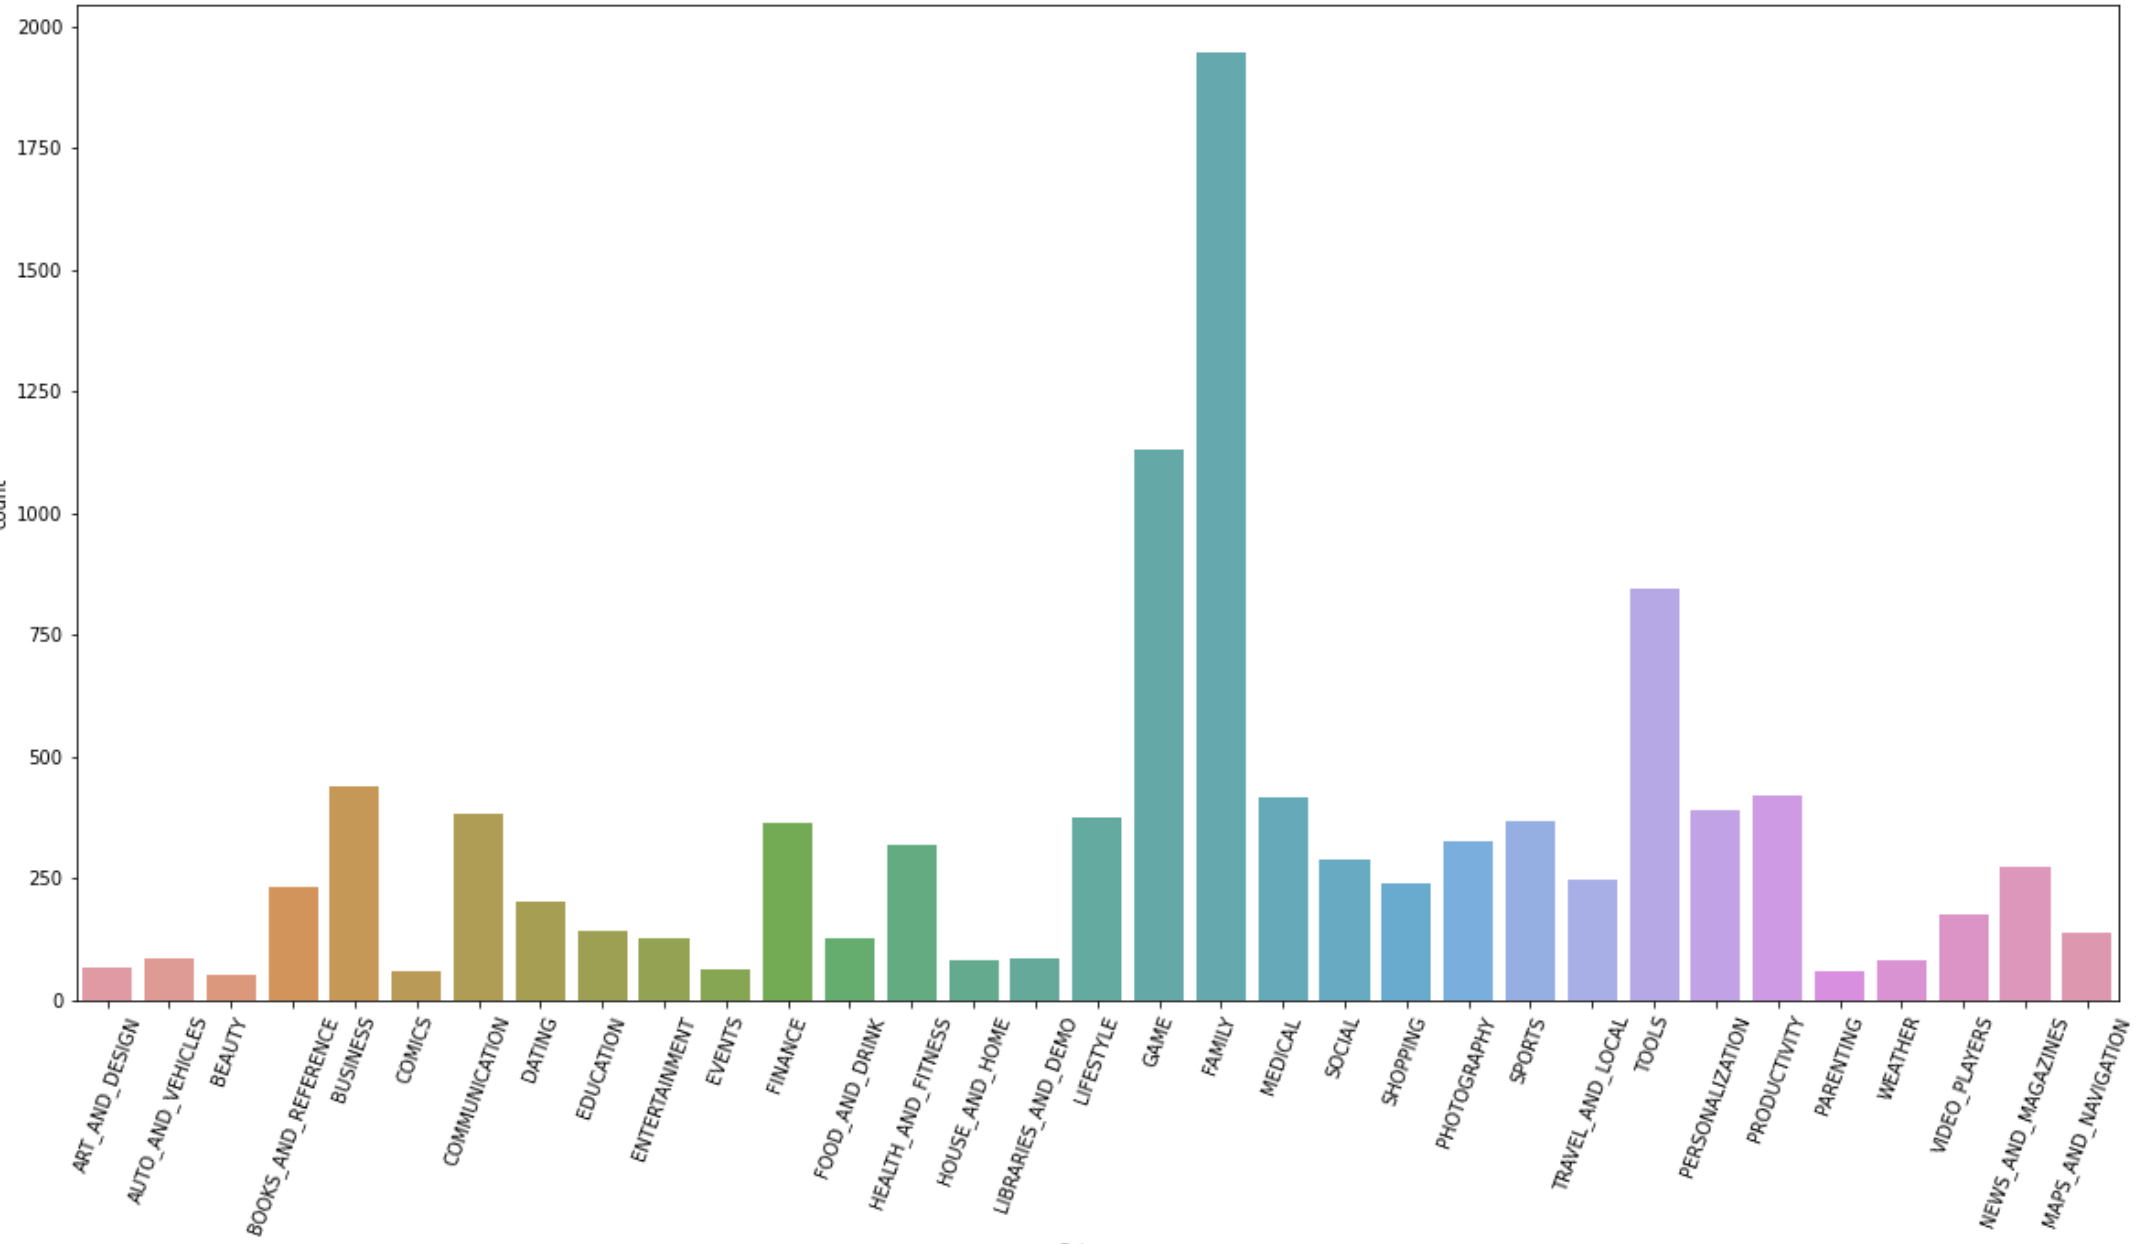 2000
1750
1500
1250
1000
750
500
250
0
count
ART_AND_DESIGN
AUTO_AND_VEHICLES
BEAUTY
BOOKS_AND_REFERENCE
BUSINESS
COMICS
COMMUNICATION
DATING
EDUCATION
ENTERTAINMENT
EVENTS
FINANCE
FOOD_AND_DRINK
HEALTH_AND_FITNESS
HOUSE_AND_HOME
LIBRARIES_AND_DEMO
LIFESTYLE
GAME
FAMILY
MEDICAL
SOCIAL
SHOPPING
PHOTOGRAPHY
SPORTS
TRAVEL_AND_LOCAL
TOOLS
PERSONALIZATION
PRODUCTIVITY
PARENTING
WEATHER
VIDEO_PLAYERS
NEWS_AND_MAGAZINES
MAPS_AND_NAVIGATION